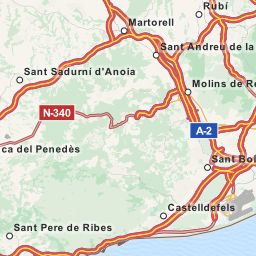 Rubí
Martorell
Sant Andreu de la
Sant Sadurní d'Anoia
Molins de Re
N-340
A-2
ca del Penedès
Sant Boi
Castelldefels
Sant Pere de Ribes